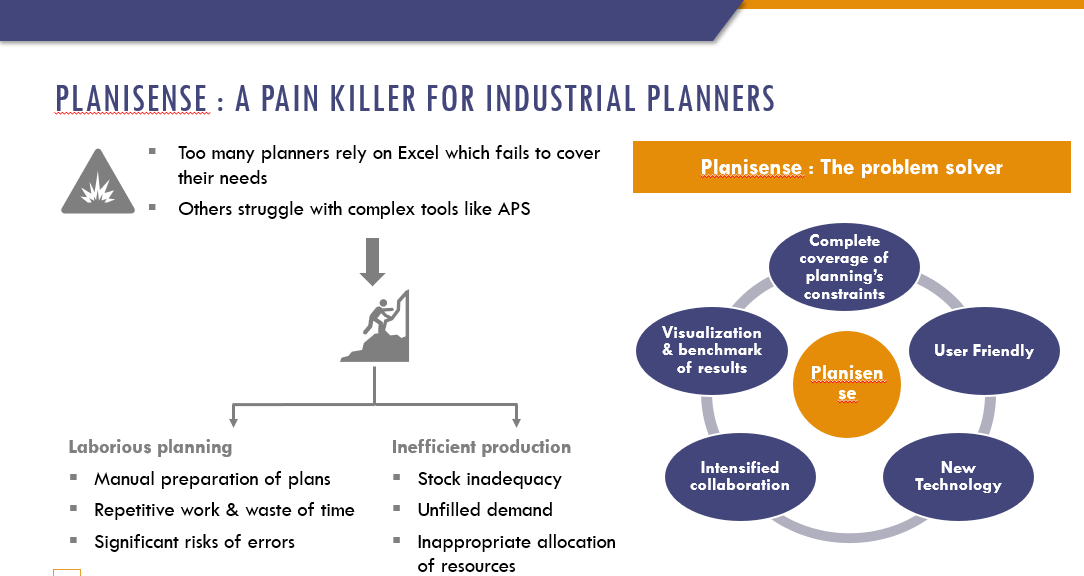 PLANISENSE : A PAIN KILLER FOR INDUSTRIAL PLANNERS
Too many planners rely on Excel which fails to cover
their needs
Others struggle with complex tools like APS
Laborious planning
Manual preparation of plans
Repetitive work & waste of time
Significant risks of errors
Inefficient production
Stock inadequacy
Unfilled demand
Inappropriate allocation
of resources
Planisense : The problem solver
Complete
coverage of
planning's
constraints
User Friendly
New
Technology
Intensified
collaboration
Visualization
& benchmark
of results
Planisen
se